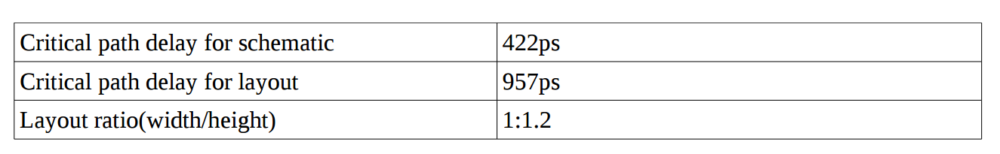 Critical path delay for schematic 422ps
Critical path delay for layout 957ps
Layout ratio(width/height) 1:1.2